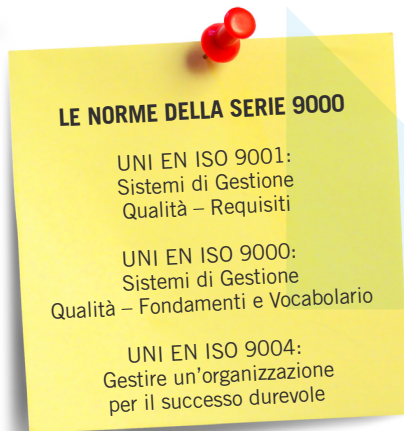 LE NORME DELLA SERIE 9000
UNI EN ISO 9001:
Sistemi di Gestione
Qualità – Requisiti
UNI EN ISO 9000:
Sistemi di Gestione
Qualità – Fondamenti e Vocabolario
UNI EN ISO 9004:
Gestire un'organizzazione
per il successo durevole